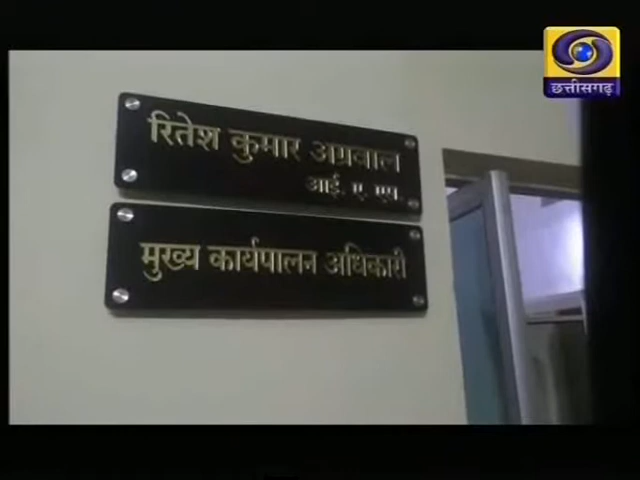 छत्तीसगढ़
रितेश कुमार अग्रवाल
आई. ए. एस.
मुख्य कार्यपालन अधिकारी